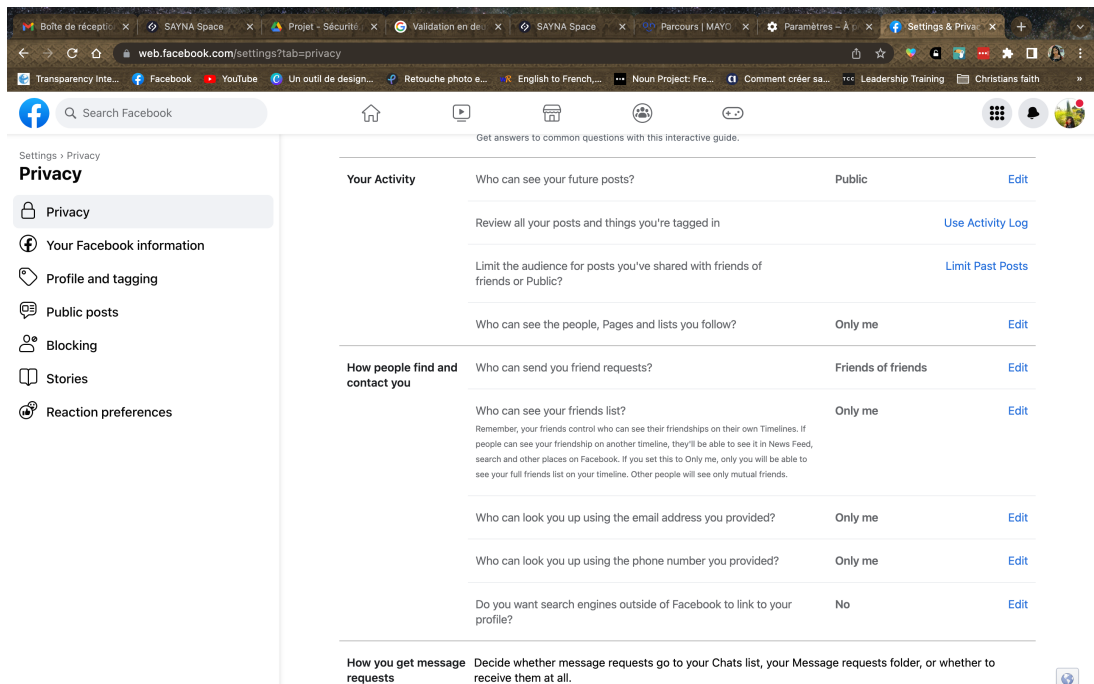 Boîte de réceptic
SAYNA Space
Projet - Sécurité
Validation en de
SAYNA Space
Parcours | MAYO
Paramètres – À p
Settings & Privac
web.facebook.com/settings?tab=privacy
Transparency Inte...
Facebook
YouTube
Un outil de design...
Retouche photo e...
English to French,...
Noun Project: Fre...
Comment créer sa...
TCC Leadership Training
Christians faith
»
Search Facebook
Get answers to common questions with this interactive guide.
Settings › Privacy
Privacy
Privacy
Your Facebook information
Profile and tagging
Public posts
Blocking
Stories
Reaction preferences
Your Activity
Who can see your future posts?
Public
Edit
Review all your posts and things you're tagged in
Use Activity Log
Limit the audience for posts you've shared with friends of
friends or Public?
Limit Past Posts
Who can see the people, Pages and lists you follow?
Only me
Edit
How people find and
contact you
Who can send you friend requests?
Friends of friends
Edit
Who can see your friends list?
Only me
Edit
Remember, your friends control who can see their friendships on their own Timelines. If
people can see your friendship on another timeline, they'll be able to see it in News Feed,
search and other places on Facebook. If you set this to Only me, only you will be able to
see your full friends list on your timeline. Other people will see only mutual friends.
Who can look you up using the email address you provided?
Only me
Edit
Who can look you up using the phone number you provided?
Only me
Edit
Do you want search engines outside of Facebook to link to your
profile?
No
Edit
How you get message
requests
Decide whether message requests go to your Chats list, your Message requests folder, or whether to
receive them at all.